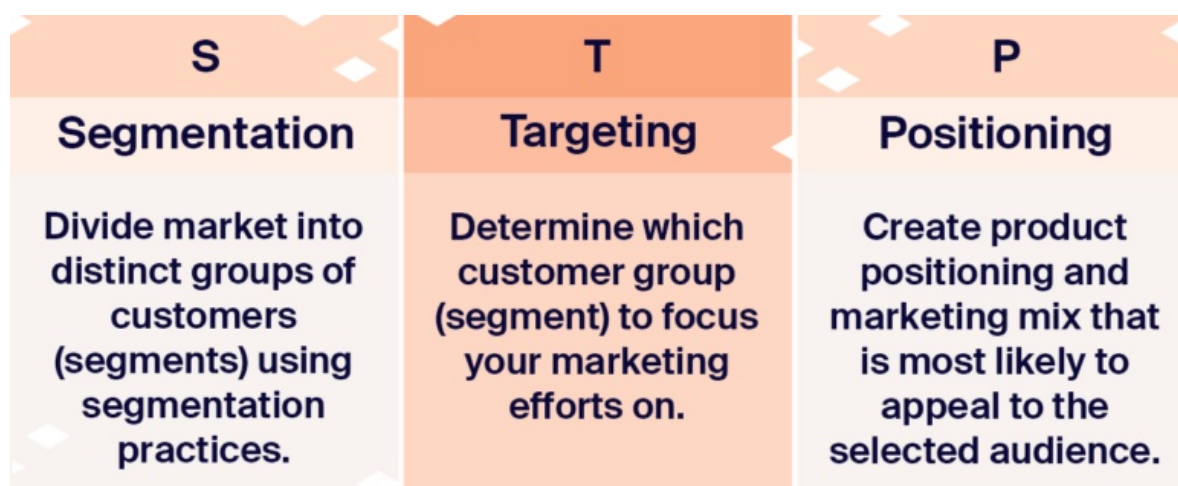 S
Segmentation
Divide market into
distinct groups of
customers
(segments) using
segmentation
practices.
T
Targeting
Determine which
customer group
(segment) to focus
your marketing
efforts on.
P
Positioning
Create product
positioning and
marketing mix that
is most likely to
appeal to the
selected audience.